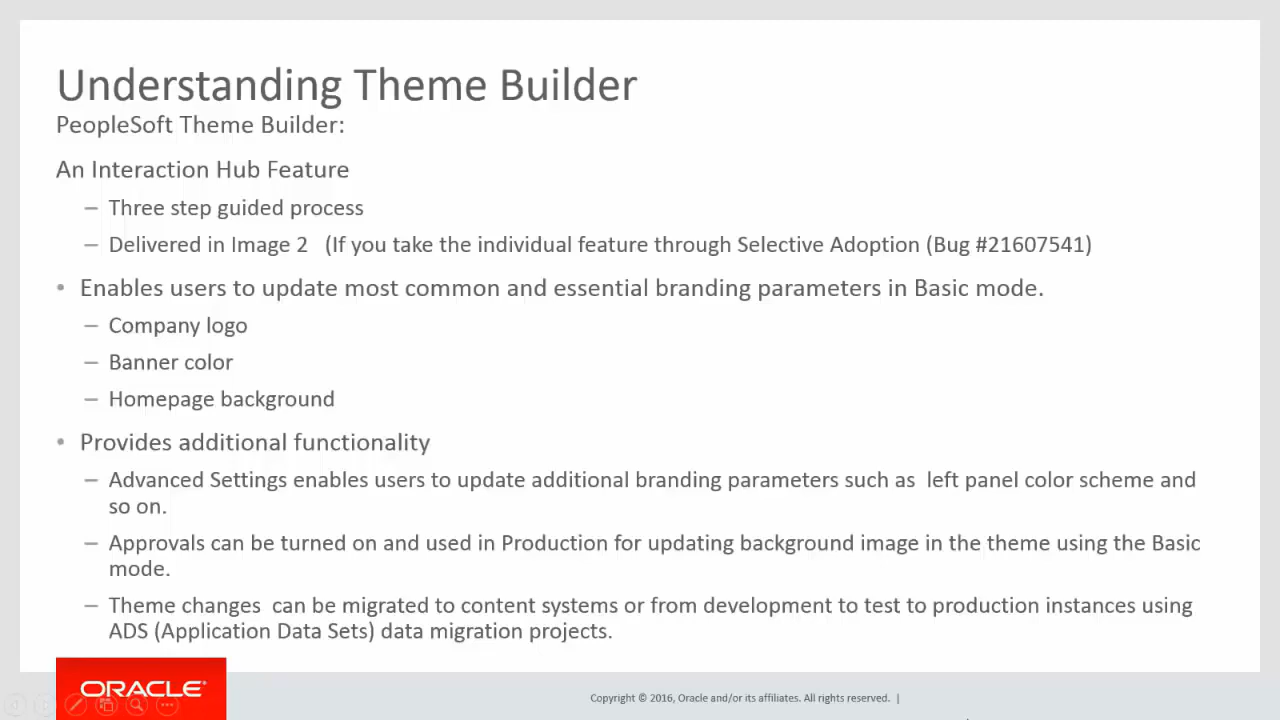 Understanding Theme Builder
PeopleSoft Theme Builder:
An Interaction Hub Feature
– Three step guided process
– Delivered in Image 2 (If you take the individual feature through Selective Adoption (Bug #21607541)
• Enables users to update most common and essential branding parameters in Basic mode.
– Company logo
– Banner color
– Homepage background
• Provides additional functionality
– Advanced Settings enables users to update additional branding parameters such as left panel color scheme and
so on.
– Approvals can be turned on and used in Production for updating background image in the theme using the Basic
mode.
– Theme changes can be migrated to content systems or from development to test to production instances using
ADS (Application Data Sets) data migration projects.
ORACLE®
Copyright © 2016, Oracle and/or its affiliates. All rights reserved. |